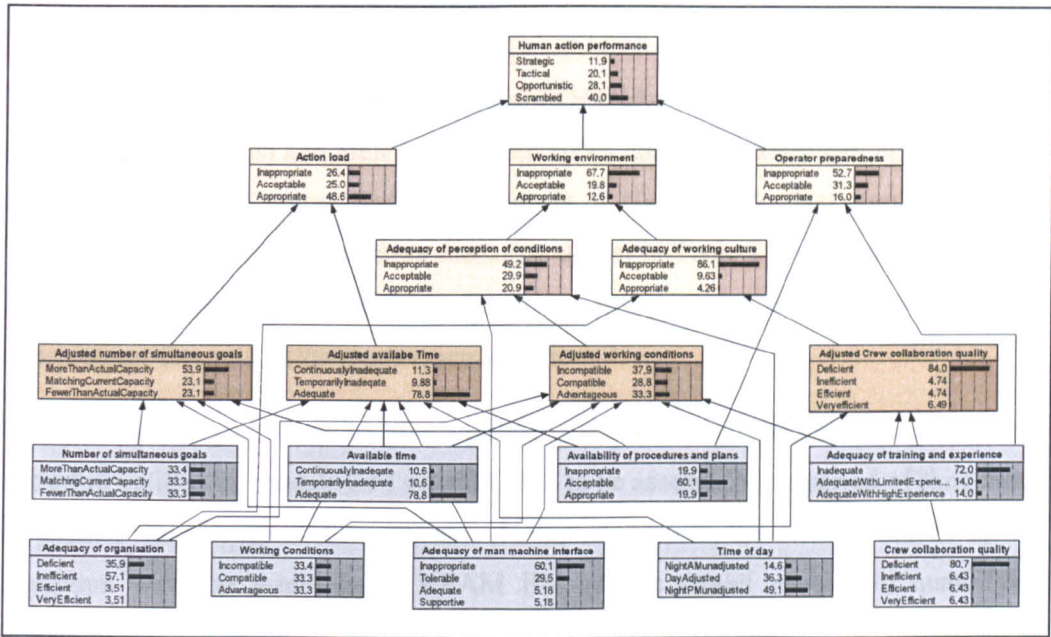 Human action performance
Strategic 11.9
Tactical 20.1
Opportunistic 28.1
Scrambled 40.0
Action load
Inappropriate 26.4
Acceptable 25.0
Appropriate 48.6
Working environment
Inappropriate 67.7
Acceptable 19.8
Appropriate 12.6
Operator preparedness
Inappropriate 52.7
Acceptable 31.3
Appropriate 16.0
Adequacy of perception of conditions
Inappropriate 49.2
Acceptable 29.9
Appropriate 20.9
Adequacy of working culture
Inappropriate 86.1
Acceptable 9.63
Appropriate 4.26
Adjusted number of simultaneous goals
MoreThanActualCapacity 53.9
MatchingCurrentCapacity 23.1
FewerThanActualCapacity 23.1
Adjusted availabe Time
ContinuouslyInadequate 11.3
TemporarilyInadeqate 9.88
Adequate 78.8
Adjusted working conditions
Incompatible 37.9
Compatible 28.8
Advantageous 33.3
Adjusted Crew collaboration quality
Deficient 84.0
Inefficient 4.74
Efficient 4.74
Veryefficient 6.49
Number of simultaneous goals
MoreThanActualCapacity 33.4
MatchingCurrentCapacity 33.3
FewerThanActualCapacity 33.3
Available time
ContinuouslyInadeqate 10.6
TemporarilyInadeqate 10.6
Adequate 78.8
Availability of procedures and plans
Inappropriate 19.9
Acceptable 60.1
Appropriate 19.9
Adequacy of training and experience
Inadequate 72.0
AdequateWithLimitedExperie... 14.0
AdequateWithHighExperience 14.0
Adequacy of organisation
Deficient 35.9
Inefficient 57.1
Efficient 3.51
VeryEfficient 3.51
Working Conditions
Incompatible 33.4
Compatible 33.3
Advantageous 33.3
Adequacy of man machine interface
Inappropriate 60.1
Tolerable 29.5
Adequate 5.18
Supportive 5.18
Time of day
NightAMunadjusted 14.6
DayAdjusted 36.3
NightPMunadjusted 49.1
Crew collaboration quality
Deficient 80.7
Inefficient 6.43
Efficient 6.43
VeryEfficient 6.43